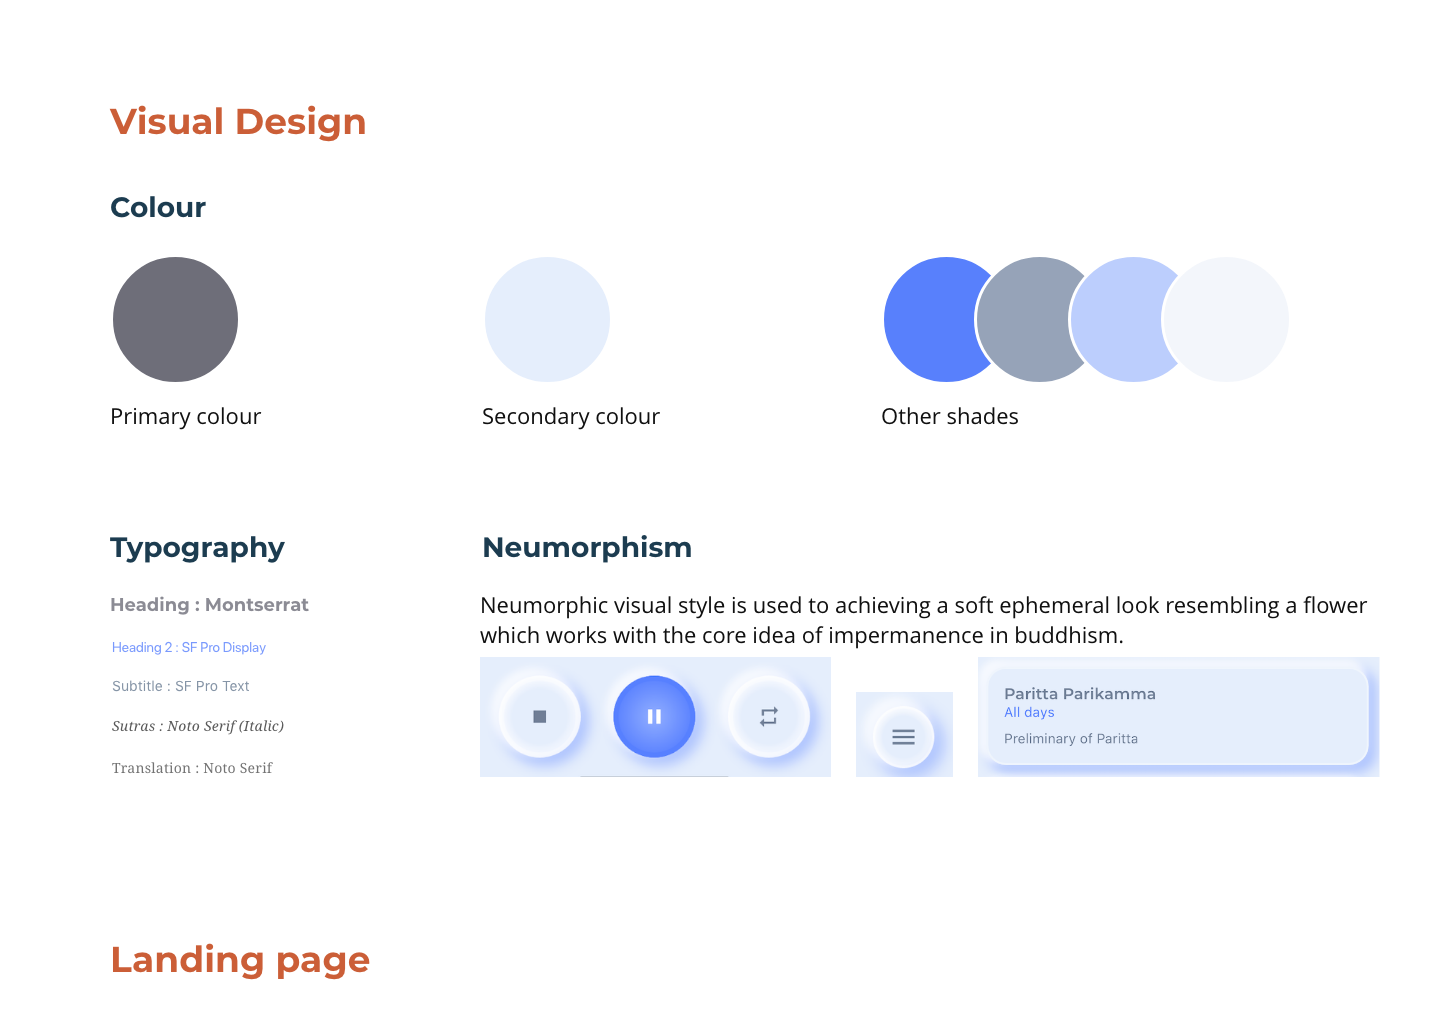 Visual Design
Colour
Primary colour
Secondary colour
Other shades
Typography
Heading : Montserrat
Heading 2 : SF Pro Display
Subtitle : SF Pro Text
Sutras : Noto Serif (Italic)
Translation : Noto Serif
Neumorphism
Neumorphic visual style is used to achieving a soft ephemeral look resembling a flower
which works with the core idea of impermanence in buddhism.
Paritta Parikamma
All days
Preliminary of Paritta
Landing page